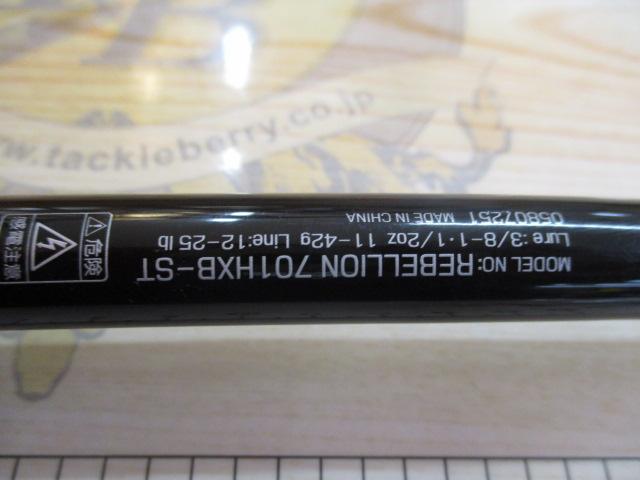 www.tackleberry.co.jp
MODEL NO:REBELLION 701HXB-ST
Lure:3/8-1・1/2oz 11-42g Line:12-25 lb
05807251 MADE IN CHINA
危険
感電注意